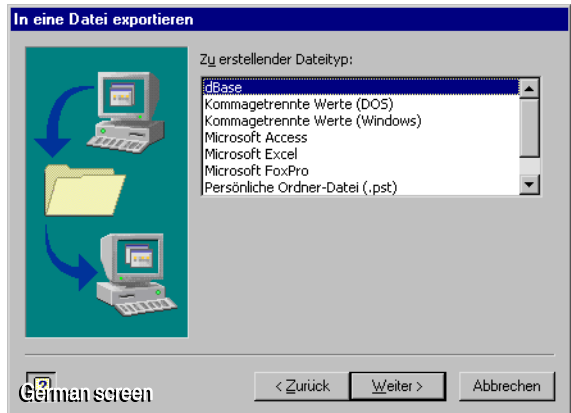 In eine Datei exportieren
Zu erstellender Dateityp:
dBase
Kommagetrennte Werte (DOS)
Kommagetrennte Werte (Windows)
Microsoft Access
Microsoft Excel
Microsoft FoxPro
Persönliche Ordner-Datei (.pst)
< Zurück Weiter > Abbrechen
German screen